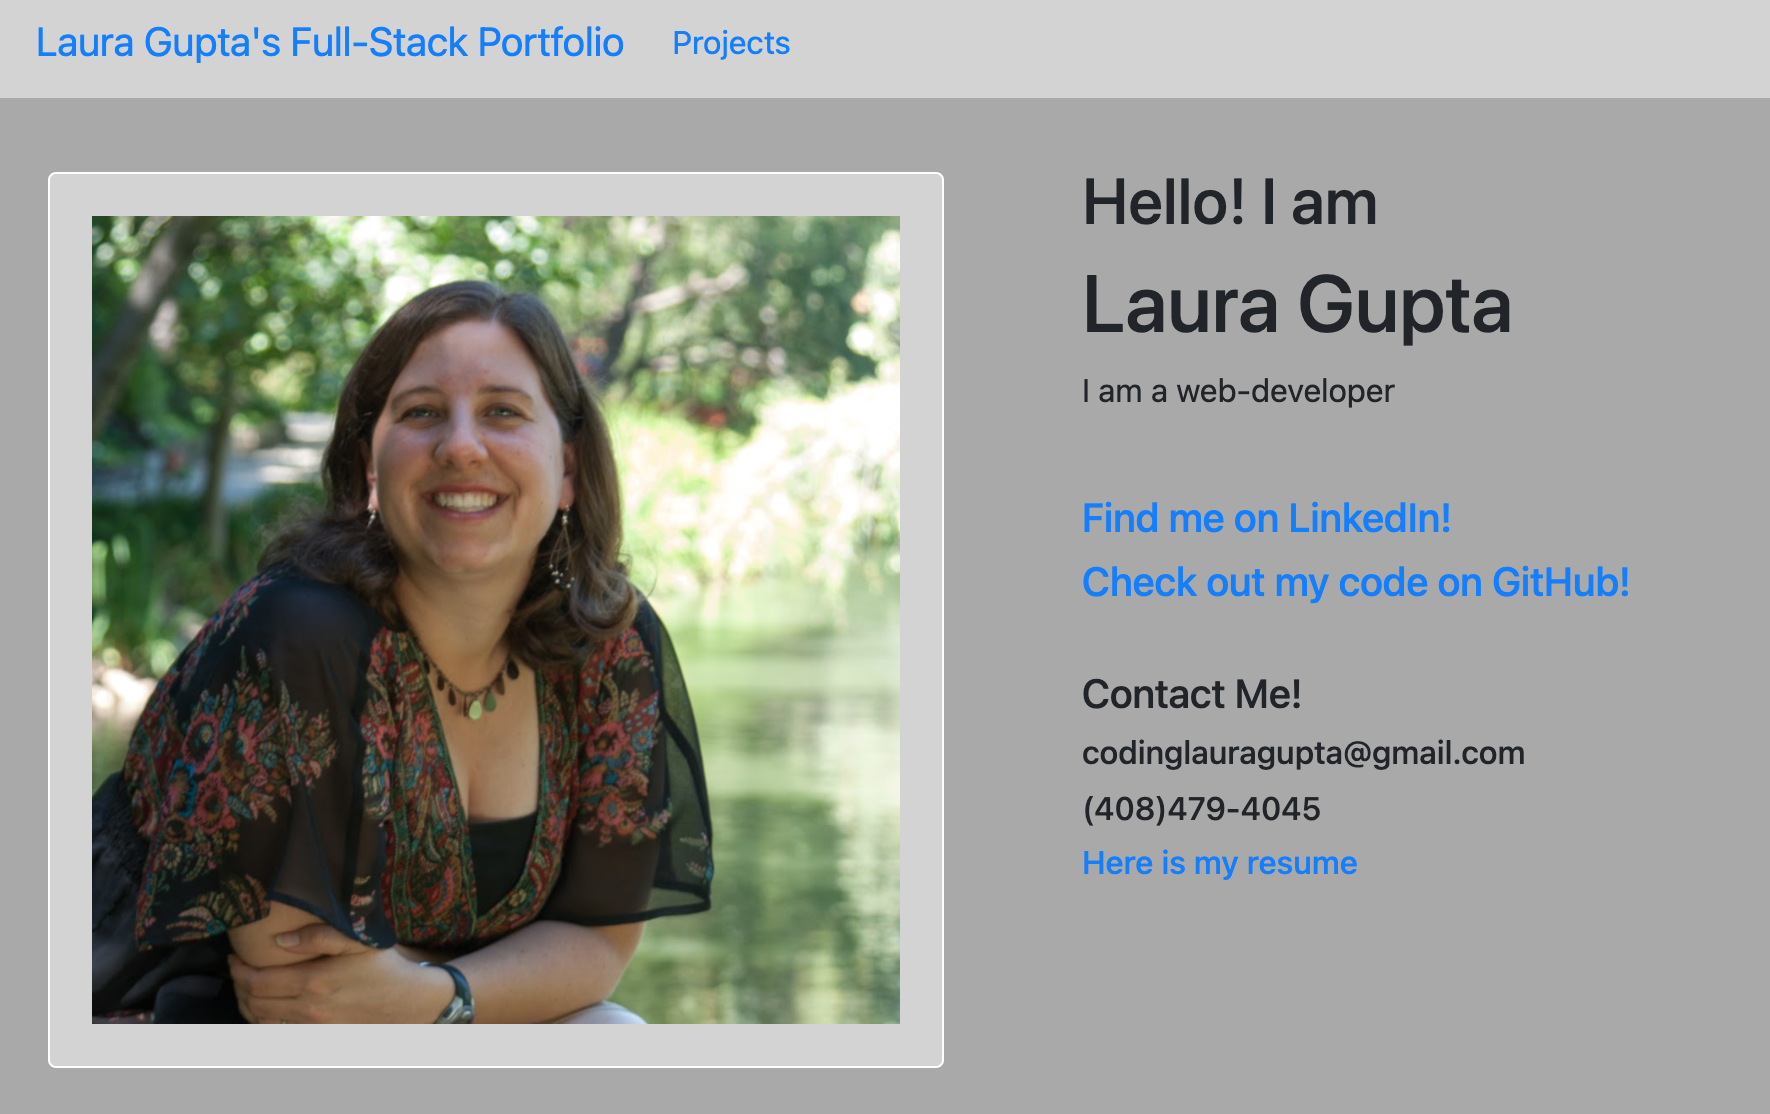 Laura Gupta's Full-Stack Portfolio Projects
Hello! I am
Laura Gupta
I am a web-developer
Find me on LinkedIn!
Check out my code on GitHub!
Contact Me!
codinglauragupta@gmail.com
(408)479-4045
Here is my resume